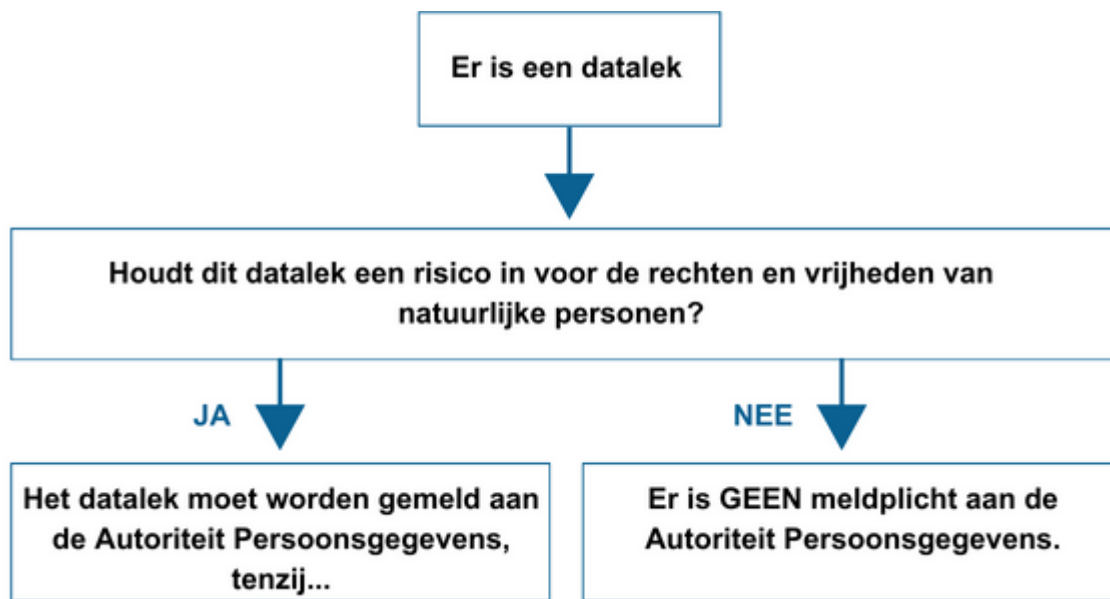 Er is een datalek
Houdt dit datalek een risico in voor de rechten en vrijheden van
natuurlijke personen?
JA
NEE
Het datalek moet worden gemeld aan
de Autoriteit Persoonsgegevens,
tenzij...
Er is GEEN meldplicht aan de
Autoriteit Persoonsgegevens.